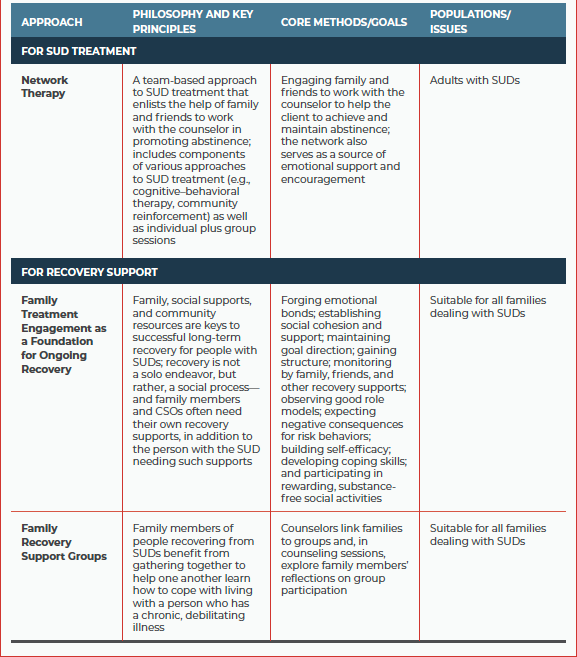 APPROACH
PHILOSOPHY AND KEY
PRINCIPLES
CORE METHODS/GOALS
POPULATIONS/
ISSUES
FOR SUD TREATMENT
Network
Therapy
A team-based approach
to SUD treatment that
enlists the help of family
and friends to work
with the counselor in
promoting abstinence;
includes components
of various approaches
to SUD treatment (e.g.,
cognitive–behavioral
therapy, community
reinforcement) as well
as individual plus group
sessions
Engaging family and
friends to work with the
counselor to help the
client to achieve and
maintain abstinence;
the network also
serves as a source of
emotional support and
encouragement
Adults with SUDs
FOR RECOVERY SUPPORT
Family
Treatment
Engagement as
a Foundation
for Ongoing
Recovery
Family, social supports,
and community
resources are keys to
successful long-term
recovery for people with
SUDs; recovery is not
a solo endeavor, but
rather, a social process—
and family members
and CSOs often need
their own recovery
supports, in addition to
the person with the SUD
needing such supports
Forging emotional
bonds; establishing
social cohesion and
support; maintaining
goal direction; gaining
structure; monitoring
by family, friends, and
other recovery supports;
observing good role
models; expecting
negative consequences
for risk behaviors;
building self-efficacy;
developing coping skills;
and participating in
rewarding, substance-
free social activities
Suitable for all families
dealing with SUDs
Family
Recovery
Support Groups
Family members of
people recovering from
SUDs benefit from
gathering together to
help one another learn
how to cope with living
with a person who has
a chronic, debilitating
illness
Counselors link families
to groups and, in
counseling sessions,
explore family members’
reflections on group
participation
Suitable for all families
dealing with SUDs